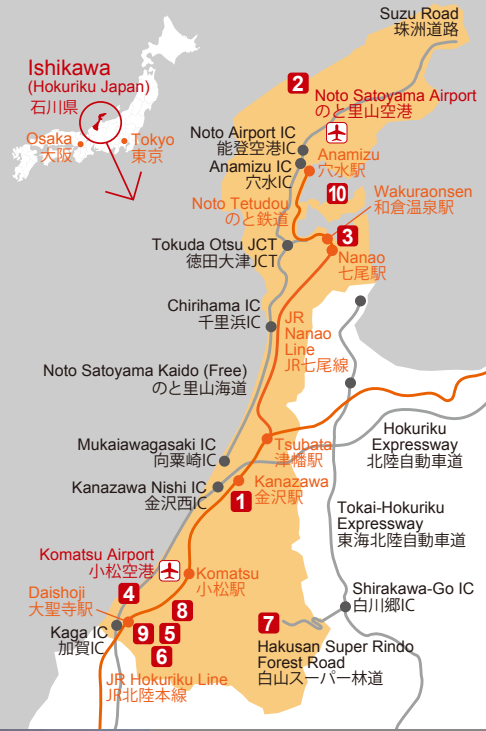 Suzu Road
珠洲道路
Ishikawa
(Hokuriku Japan)
石川県
Osaka
大阪
Tokyo
東京
2
Noto Satoyama Airport
のと里山空港
Noto Airport IC
能登空港IC
Anamizu IC
穴水IC
Anamizu
穴水駅
10
Noto Tetudou
のと鉄道
Wakuraonsen
和倉温泉駅
3
Tokuda Otsu JCT
徳田大津JCT
Nanao
七尾駅
Chirihama IC
千里浜IC
JR
Nanao
Line
JR七尾線
Noto Satoyama Kaido (Free)
のと里山海道
Mukaiawagasaki IC
向粟崎IC
Tsubata
津幡駅
Hokuriku
Expressway
北陸自動車道
Kanazawa Nishi IC
金沢西IC
1
Kanazawa
金沢駅
Tokai-Hokuriku
Expressway
東海北陸自動車道
Komatsu Airport
小松空港
Komatsu
小松駅
4
Daishoji
大聖寺駅
8
Shirakawa-Go IC
白川郷IC
Kaga IC
加賀IC
9
5
7
6
Hakusan Super Rindo
Forest Road
白山スーパー林道
JR Hokuriku Line
JR北陸本線